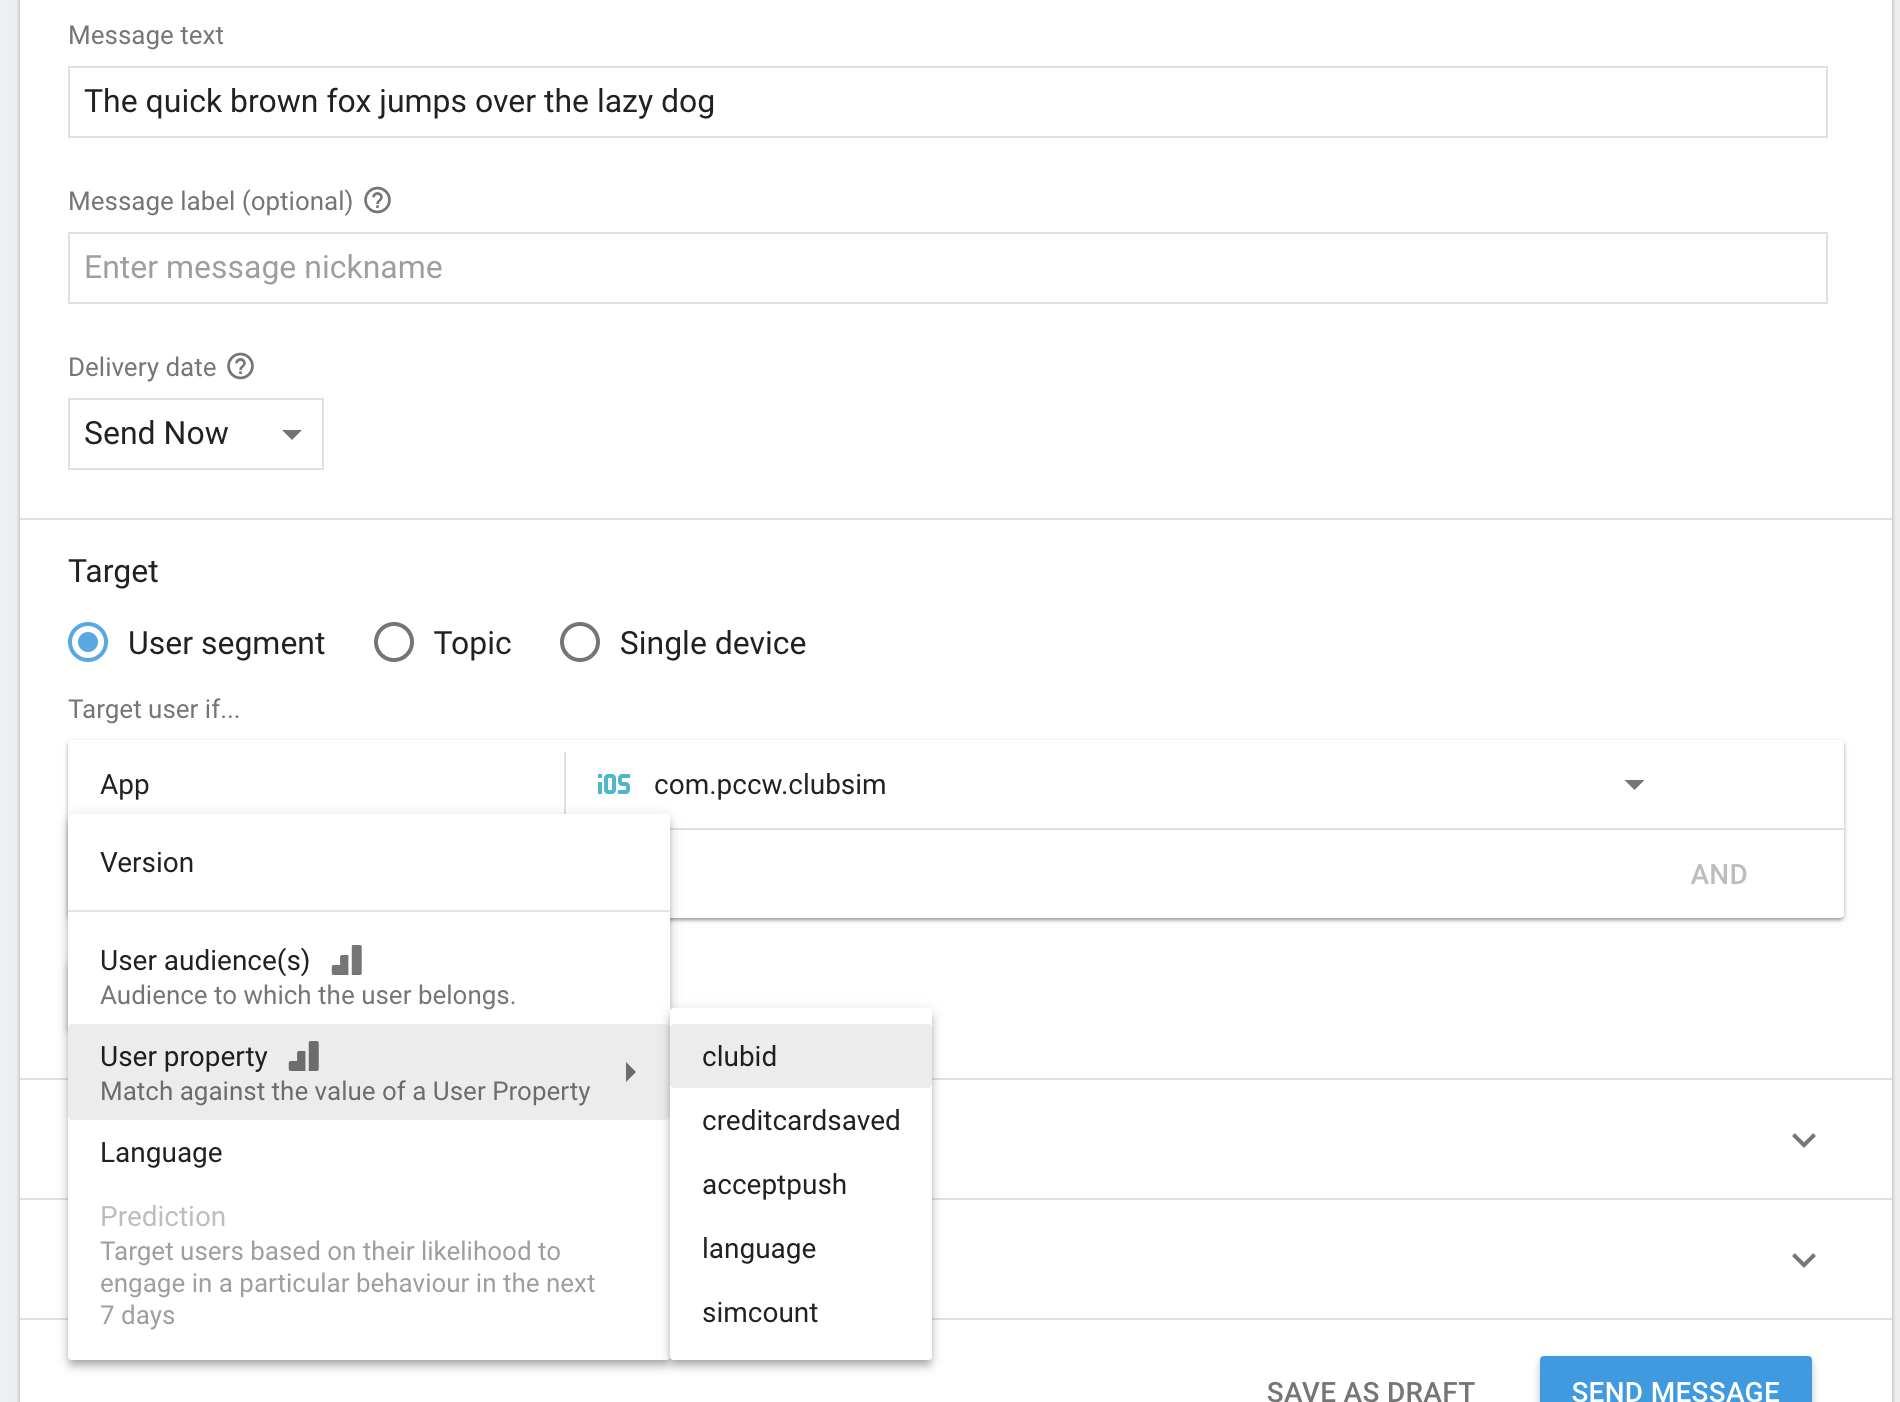 Message text
The quick brown fox jumps over the lazy dog
Message label (optional)
Enter message nickname
Delivery date
Send Now
Target
User segment Topic Single device
Target user if...
App iOS com.pccw.clubsim
Version
AND
User audience(s)
Audience to which the user belongs.
User property
Match against the value of a User Property
Language
Prediction
Target users based on their likelihood to
engage in a particular behaviour in the next
7 days
clubid
creditcardsaved
acceptpush
language
simcount
SAVE AS DRAFT SEND MESSAGE